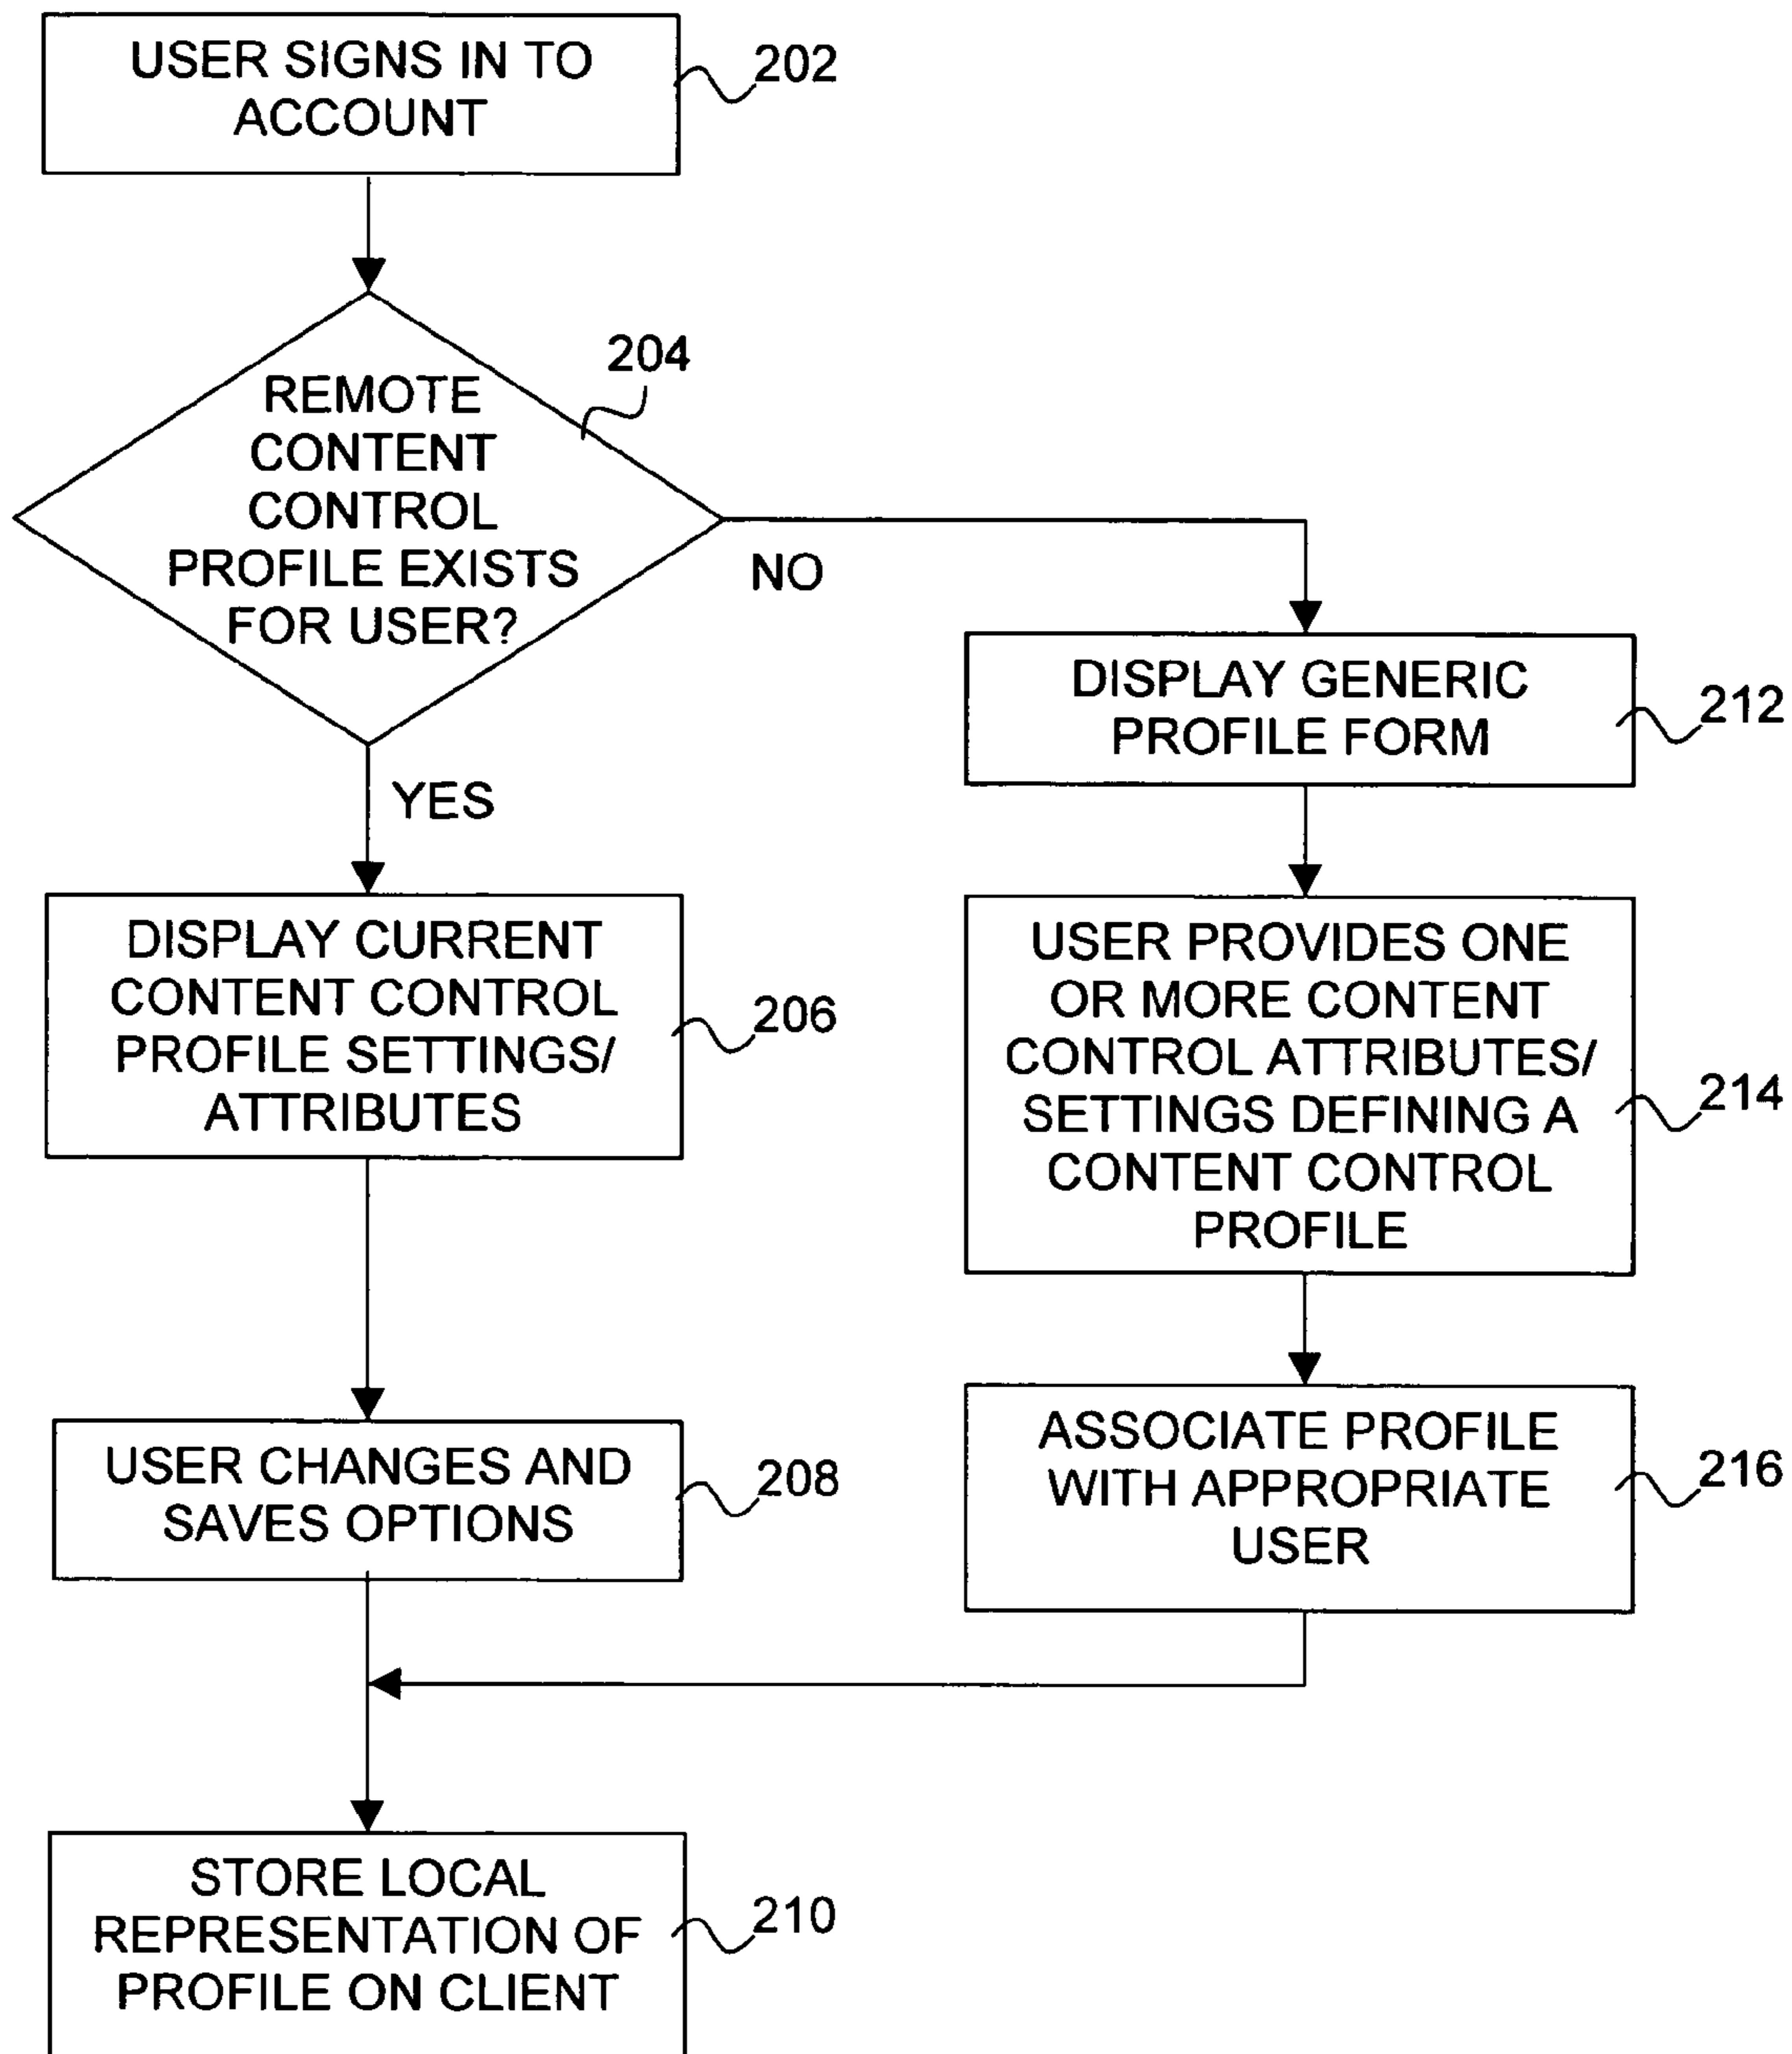 USER SIGNS IN TO
ACCOUNT
202
204
REMOTE
CONTENT
CONTROL
PROFILE EXISTS
FOR USER?
NO
YES
DISPLAY GENERIC
PROFILE FORM
212
DISPLAY CURRENT
CONTENT CONTROL
PROFILE SETTINGS/
ATTRIBUTES
206
USER PROVIDES ONE
OR MORE CONTENT
CONTROL ATTRIBUTES/
SETTINGS DEFINING A
CONTENT CONTROL
PROFILE
214
USER CHANGES AND
SAVES OPTIONS
208
ASSOCIATE PROFILE
WITH APPROPRIATE
USER
216
STORE LOCAL
REPRESENTATION OF
PROFILE ON CLIENT
210